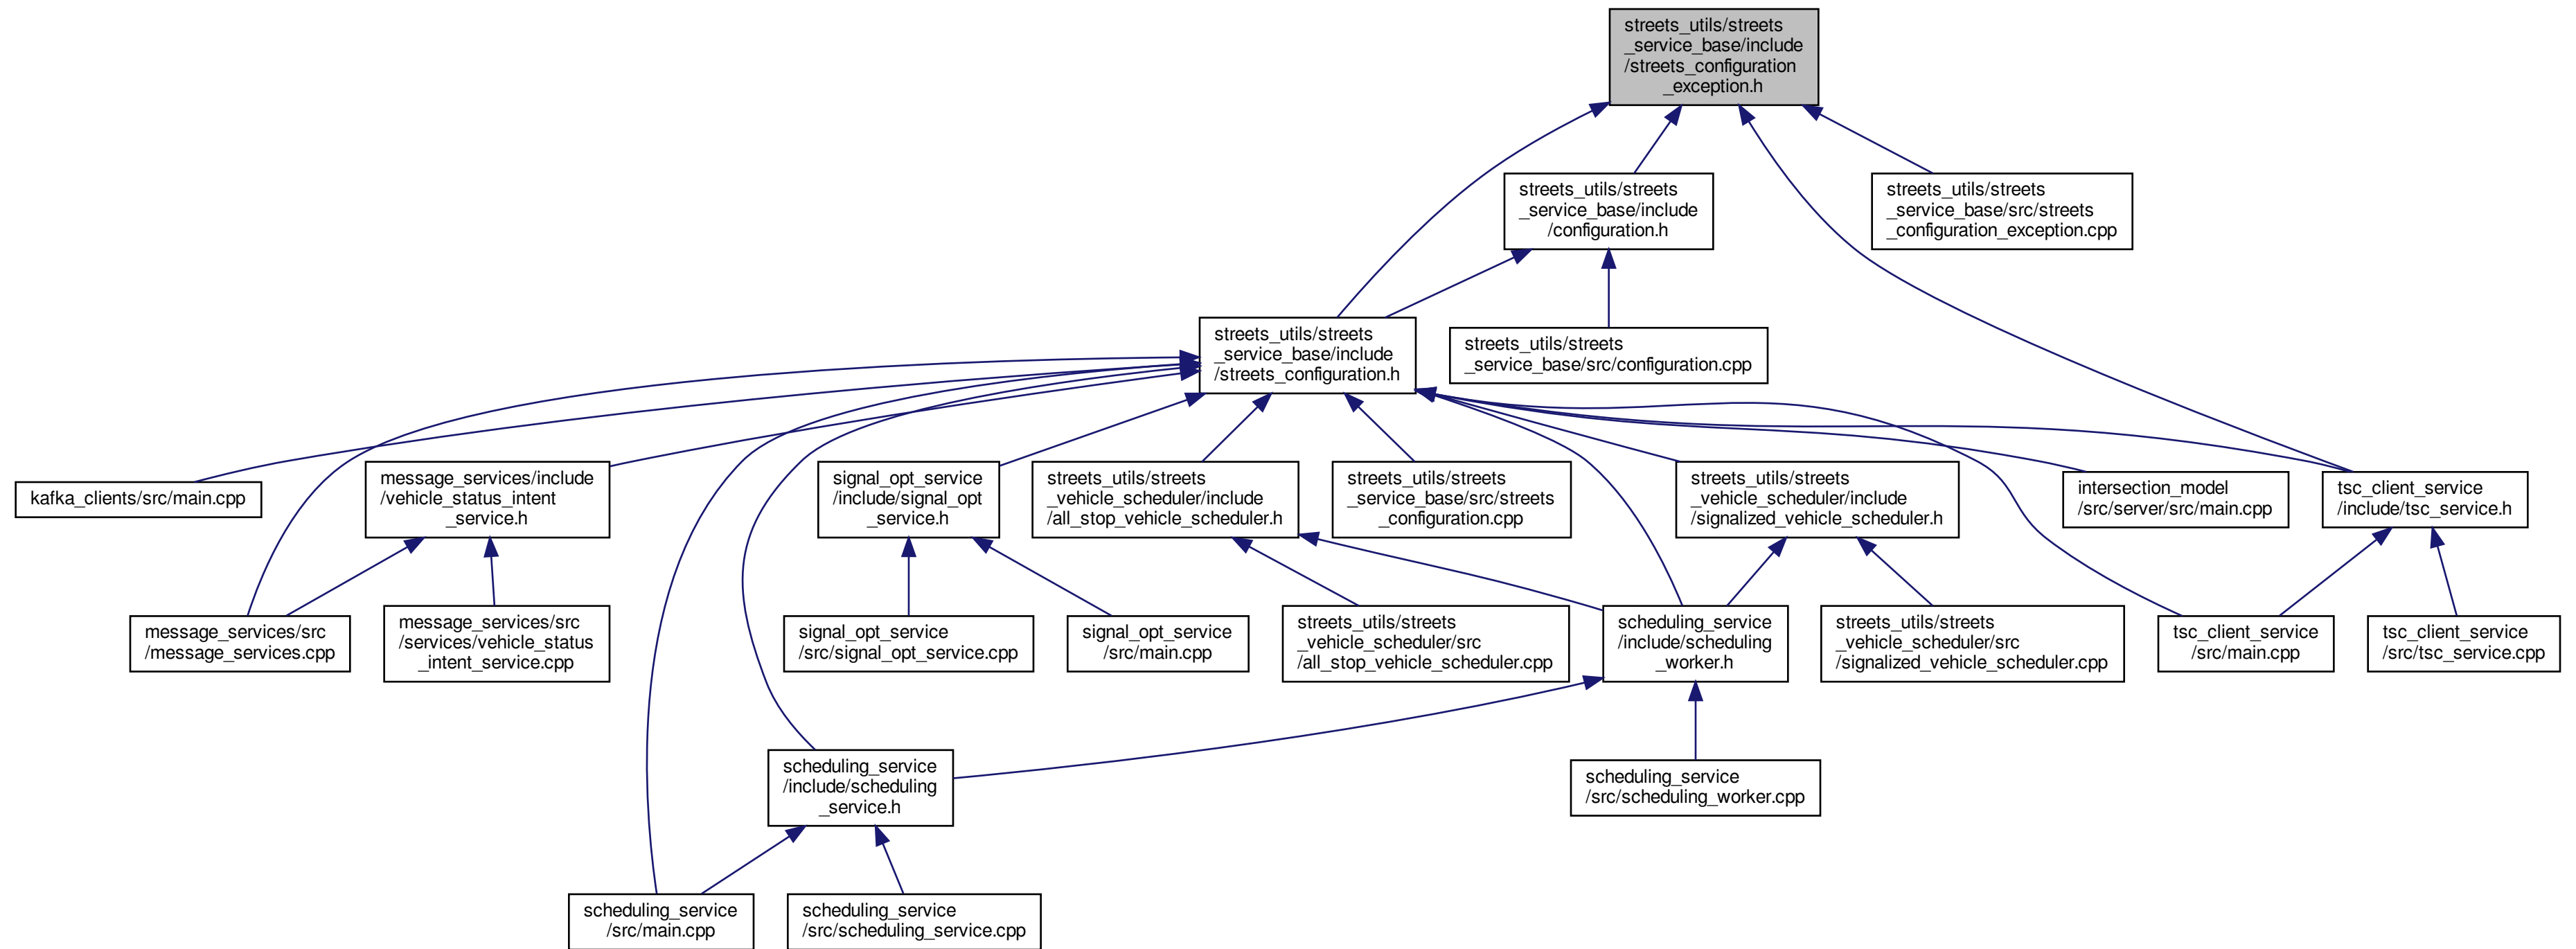 streets_utils/streets
_service_base/include
/streets_configuration
_exception.h
streets_utils/streets
_service_base/include
/configuration.h
streets_utils/streets
_service_base/src/streets
_configuration_exception.cpp
streets_utils/streets
_service_base/include
/streets_configuration.h
streets_utils/streets
_service_base/src/configuration.cpp
kafka_clients/src/main.cpp
message_services/include
/vehicle_status_intent
_service.h
signal_opt_service
/include/signal_opt
_service.h
streets_utils/streets
_vehicle_scheduler/include
/all_stop_vehicle_scheduler.h
streets_utils/streets
_service_base/src/streets
_configuration.cpp
streets_utils/streets
_vehicle_scheduler/include
/signalized_vehicle_scheduler.h
intersection_model
/src/server/src/main.cpp
tsc_client_service
/include/tsc_service.h
message_services/src
/message_services.cpp
message_services/src
/services/vehicle_status
_intent_service.cpp
signal_opt_service
/src/signal_opt_service.cpp
signal_opt_service
/src/main.cpp
streets_utils/streets
_vehicle_scheduler/src
/all_stop_vehicle_scheduler.cpp
scheduling_service
/include/scheduling
_worker.h
streets_utils/streets
_vehicle_scheduler/src
/signalized_vehicle_scheduler.cpp
tsc_client_service
/src/main.cpp
tsc_client_service
/src/tsc_service.cpp
scheduling_service
/include/scheduling
_service.h
scheduling_service
/src/scheduling_worker.cpp
scheduling_service
/src/main.cpp
scheduling_service
/src/scheduling_service.cpp